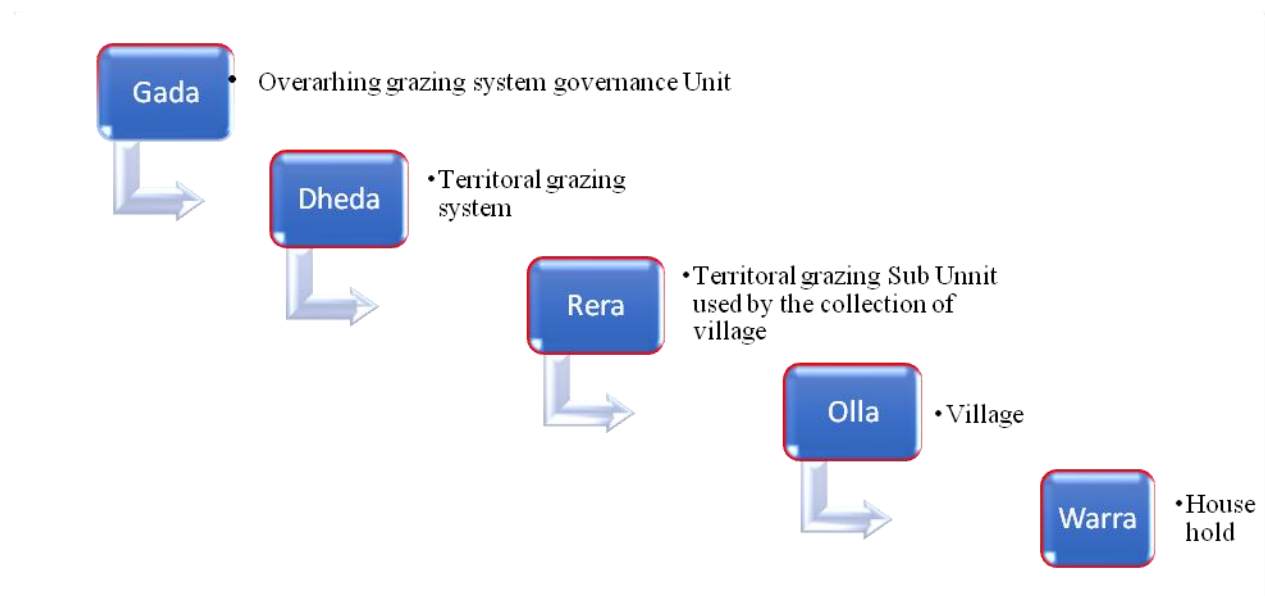 Gada
• Overarhing grazing system governance Unit
Dheda
•Territoral grazing
system
Rera
•Territoral grazing Sub Unnit
used by the collection of
village
Olla
•Village
Warra
•House
hold